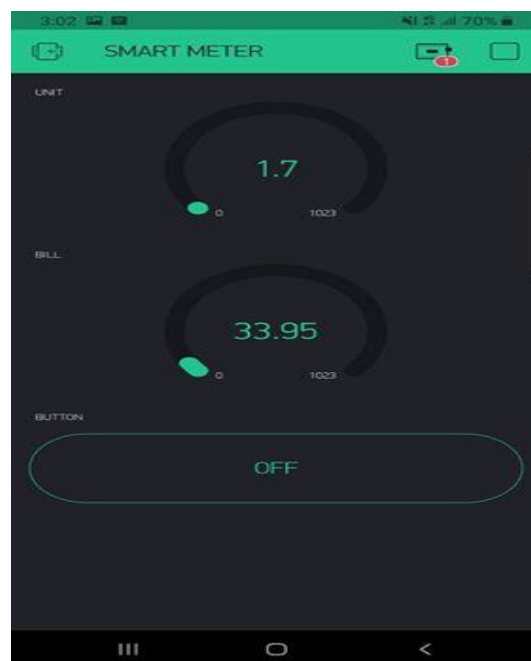 3:02 70%
SMART METER
1
UNIT
1.7
0 1023
BILL
33.95
0 1023
BUTTON
OFF